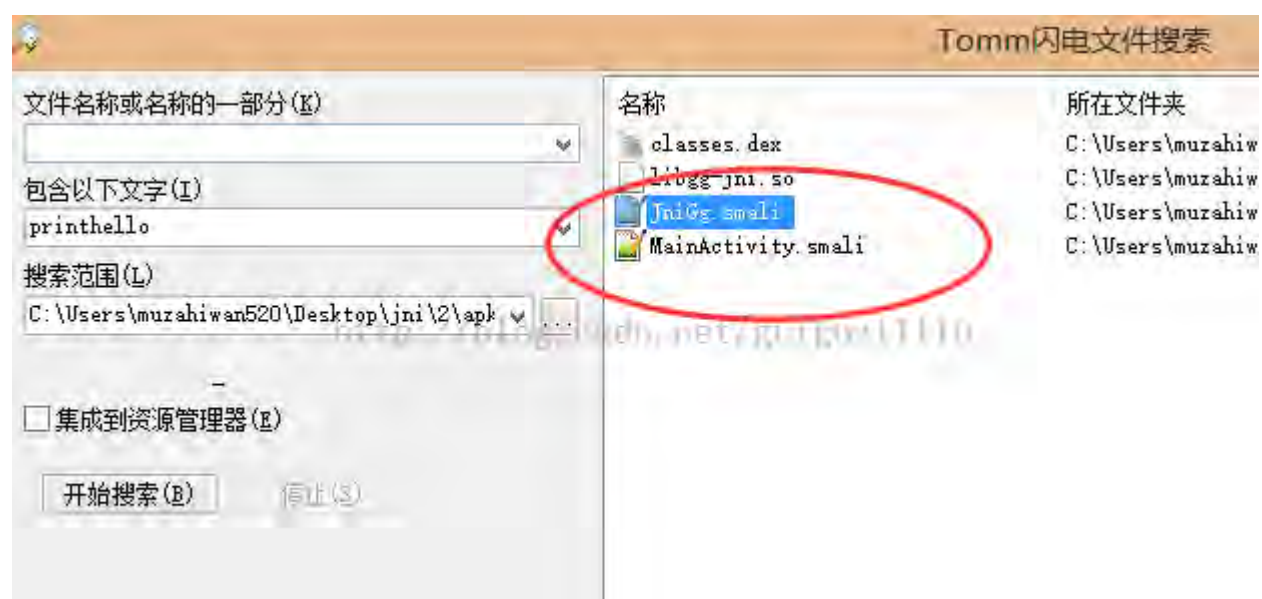 Tomm闪电文件搜索
文件名称或名称的一部分(K)
包含以下文字(I)
printhello
搜索范围(L)
C:\Users\muzahiwan520\Desktop\jni\2\apk
...
集成到资源管理器(E)
开始搜索(B) 停止(S)
名称 所在文件夹
classes.dex C:\Users\muzahiw
libgg-jni.so C:\Users\muzahiw
JniGg.smali C:\Users\muzahiw
MainActivity.smali C:\Users\muzahiw